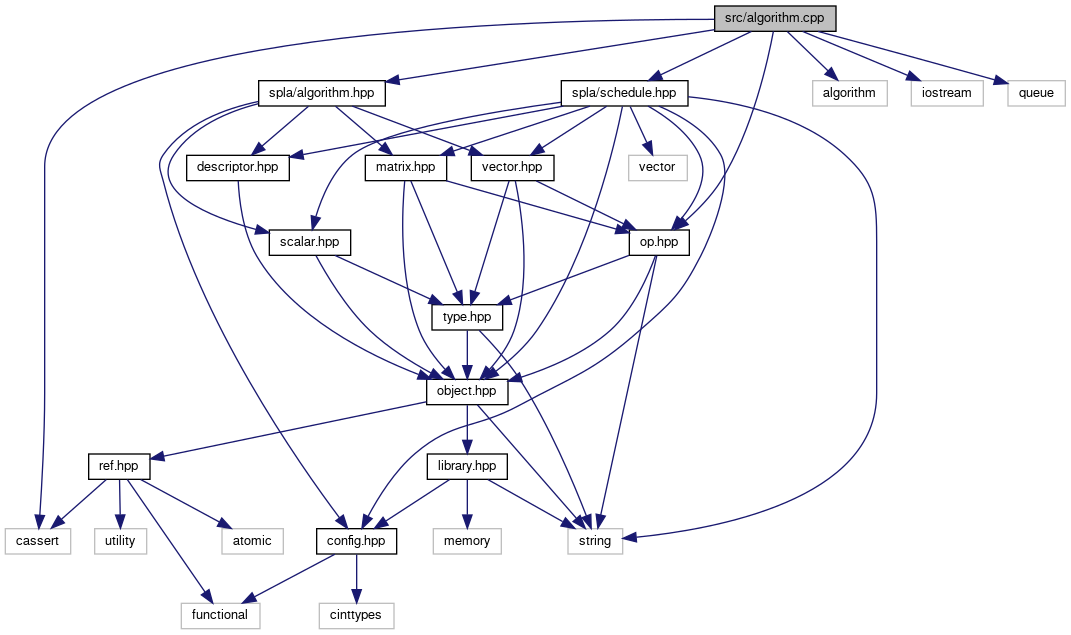 src/algorithm.cpp
spla/algorithm.hpp
spla/schedule.hpp
algorithm
iostream
queue
descriptor.hpp
matrix.hpp
vector.hpp
vector
scalar.hpp
op.hpp
type.hpp
object.hpp
ref.hpp
library.hpp
cassert
utility
atomic
config.hpp
memory
string
functional
cinttypes